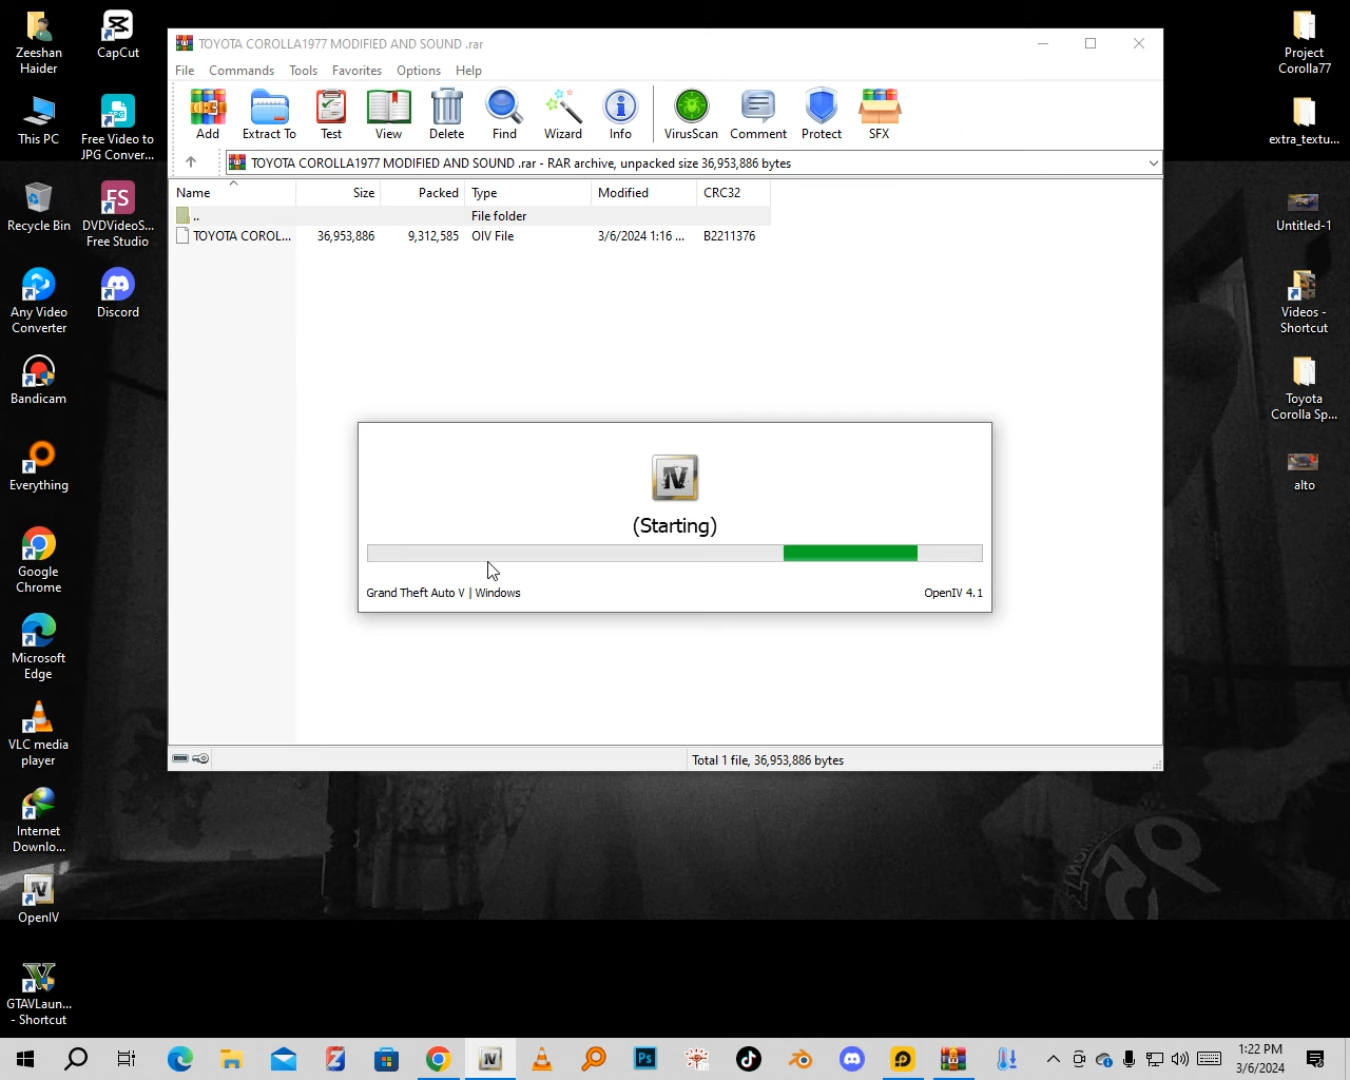 Zeeshan
Haider
CapCut
This PC
Free Video to
JPG Conver...
Recycle Bin
DVDVideoS...
Free Studio
Any Video
Converter
Discord
Bandicam
Everything
Google
Chrome
Microsoft
Edge
VLC media
player
Internet
Downlo...
OpenIV
GTAVLaun...
- Shortcut
TOYOTA COROLLA1977 MODIFIED AND SOUND .rar
File Commands Tools Favorites Options Help
Add Extract To Test View Delete Find Wizard Info VirusScan Comment Protect SFX
TOYOTA COROLLA1977 MODIFIED AND SOUND .rar - RAR archive, unpacked size 36,953,886 bytes
Name Size Packed Type Modified CRC32
.. File folder
TOYOTA COROL... 36,953,886 9,312,585 OIV File 3/6/2024 1:16 ... B2211376
IV
(Starting)
Grand Theft Auto V | Windows OpenIV 4.1
Total 1 file, 36,953,886 bytes
Project
Corolla77
extra_textu...
Untitled-1
Videos -
Shortcut
Toyota
Corolla Sp...
alto
Ps
1:22 PM
3/6/2024